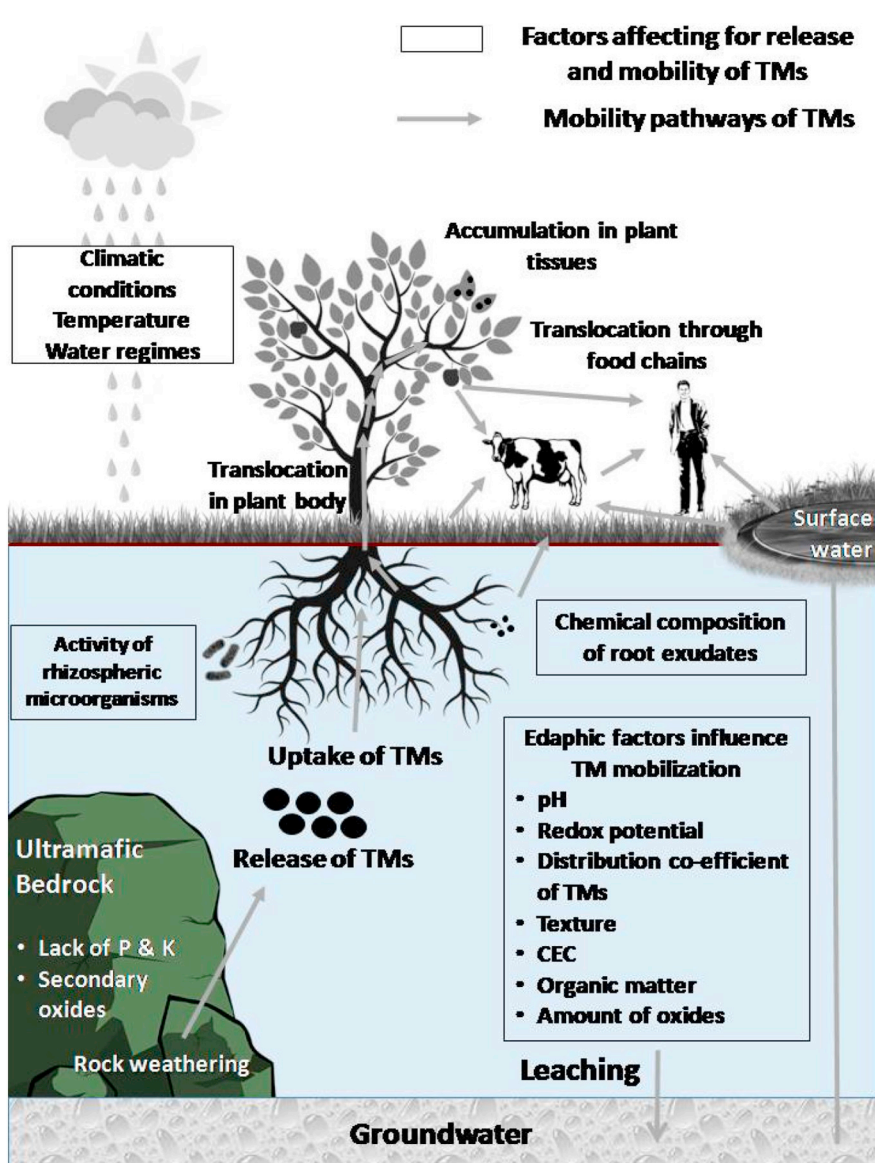 Factors affecting for release
and mobility of TMs
Mobility pathways of TMs
Accumulation in plant
tissues
Climatic
conditions
Temperature
Water regimes
Translocation through
food chains
Translocation
in plant body
Surface
water
Activity of
rhizospheric
microorganisms
Chemical composition
of root exudates
Uptake of TMs
Edaphic factors influence
TM mobilization
• pH
• Redox potential
• Distribution co-efficient
of TMs
• Texture
• CEC
• Organic matter
• Amount of oxides
Release of TMs
Ultramafic
Bedrock
• Lack of P & K
• Secondary
oxides
Rock weathering
Leaching
Groundwater